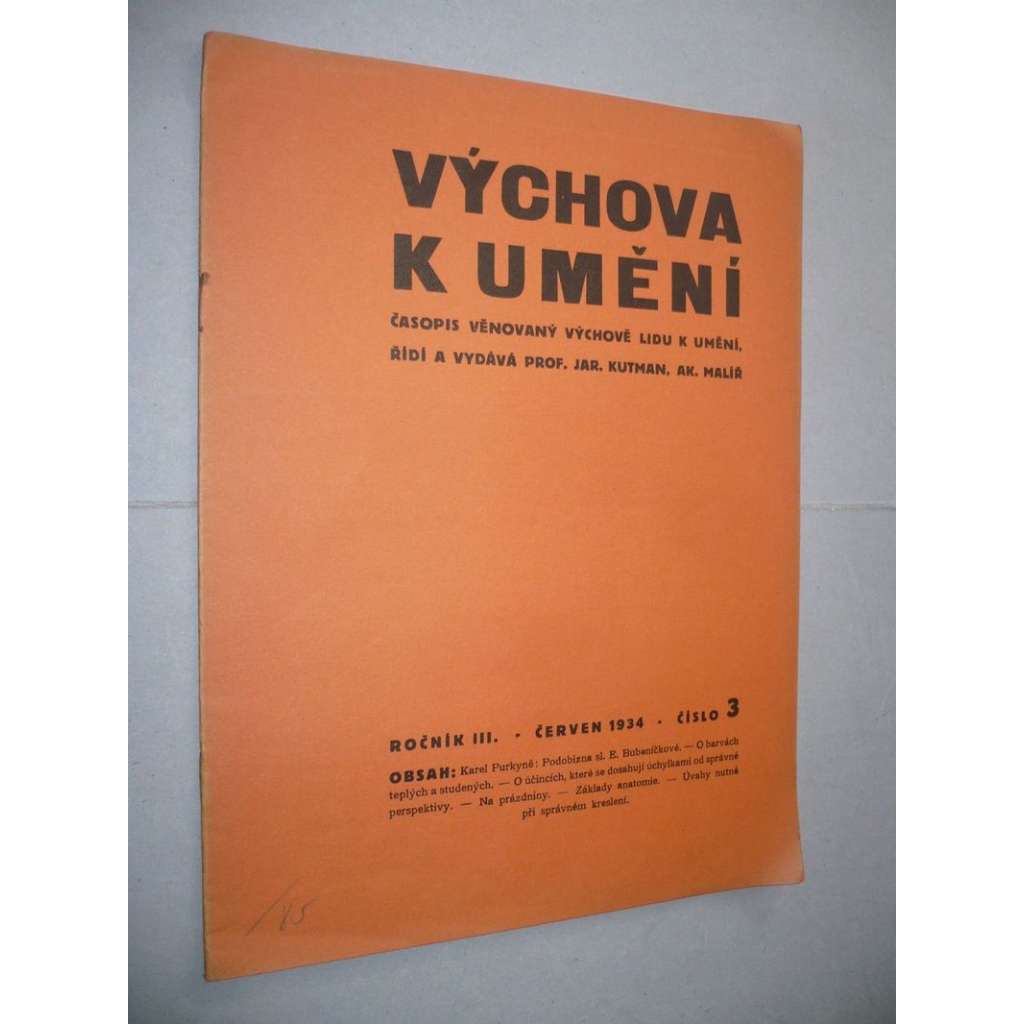 VÝCHOVA
K UMĚNÍ
ČASOPIS VĚNOVANÝ VÝCHOVĚ LIDU K UMĚNÍ,
ŘÍDÍ A VYDÁVÁ PROF. JAR. KUTMAN, AK. MALÍŘ
ROČNÍK III. · ČERVEN 1934 · ČÍSLO 3
OBSAH: Karel Purkyně: Podobizna sl. E. Bubeníčkové. — O barvách
teplých a studených. — O účincích, které se dosahují úchylkami od správné
perspektivy. — Na prázdniny. — Základy anatomie. — Úvahy nutné
při správném kreslení.